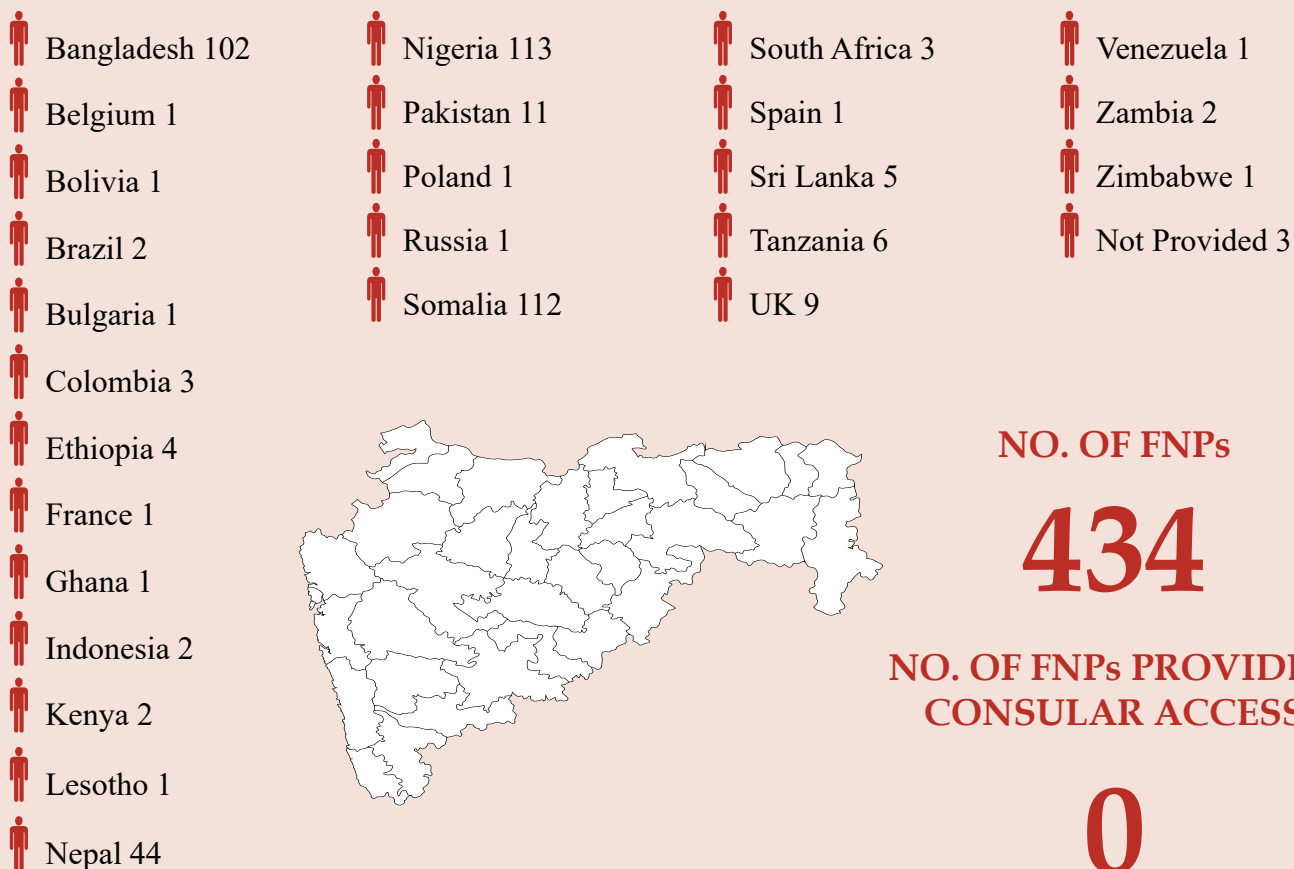 Bangladesh 102
Belgium 1
Bolivia 1
Brazil 2
Bulgaria 1
Colombia 3
Ethiopia 4
France 1
Ghana 1
Indonesia 2
Kenya 2
Lesotho 1
Nepal 44
Nigeria 113
Pakistan 11
Poland 1
Russia 1
Somalia 112
South Africa 3
Spain 1
Sri Lanka 5
Tanzania 6
UK 9
Venezuela 1
Zambia 2
Zimbabwe 1
Not Provided 3
NO. OF FNPs
434
NO. OF FNPs
CONSULAR ACCESS
0